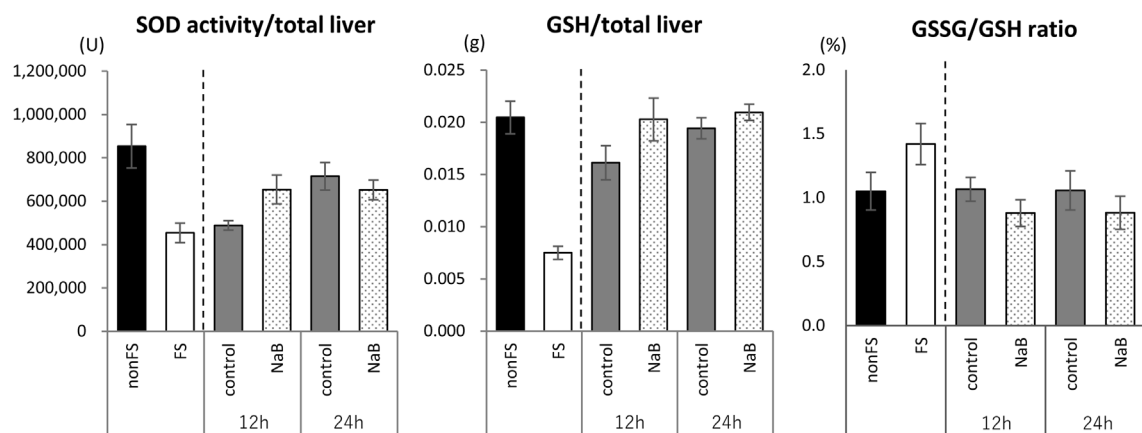 SOD activity/total liver
(U)
1,200,000
1,000,000
800,000
600,000
400,000
200,000
0
nonFS
FS
control
NaB
control
NaB
12h
24h
GSH/total liver
(g)
0.025
0.020
0.015
0.010
0.005
0.000
nonFS
FS
control
NaB
control
NaB
12h
24h
GSSG/GSH ratio
(%)
2.0
1.5
1.0
0.5
0.0
nonFS
FS
control
NaB
control
NaB
12h
24h